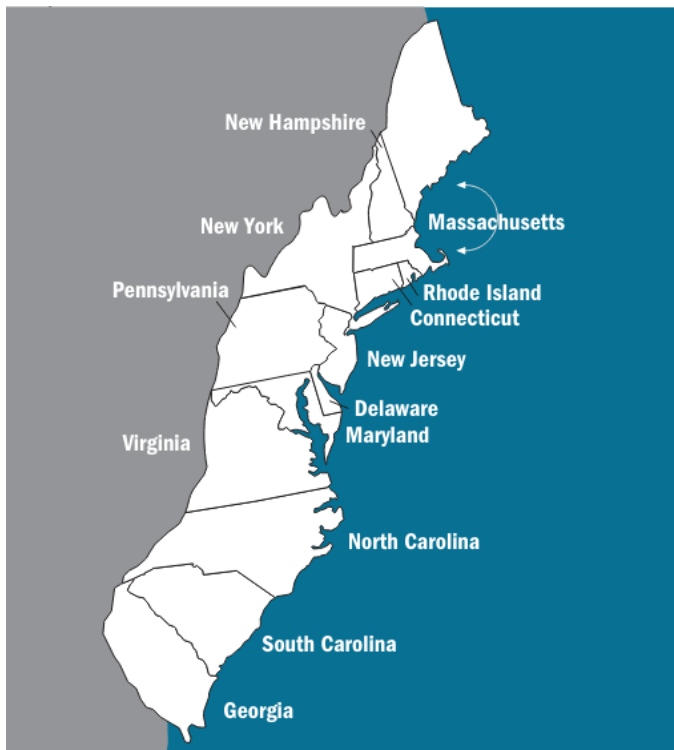 New Hampshire
New York
Massachusetts
Pennsylvania
Rhode Island
Connecticut
New Jersey
Delaware
Maryland
Virginia
North Carolina
South Carolina
Georgia